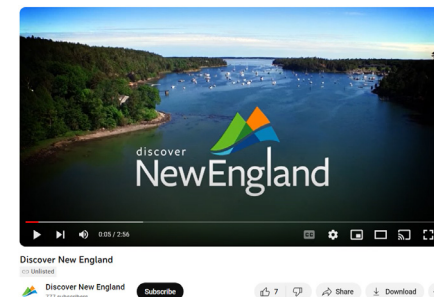 discover
NewEngland
0:05 / 2:56
Discover New England
Unlisted
Discover New England
Subscribe
7
Share
Download